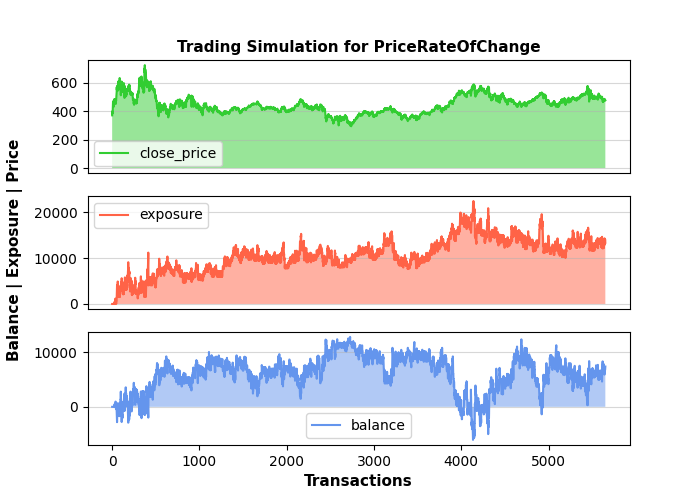 Trading Simulation for PriceRateOfChange
Balance | Exposure | Price
600
400
200
0
close_price
20000
10000
0
exposure
10000
0
balance
0 1000 2000 3000 4000 5000
Transactions